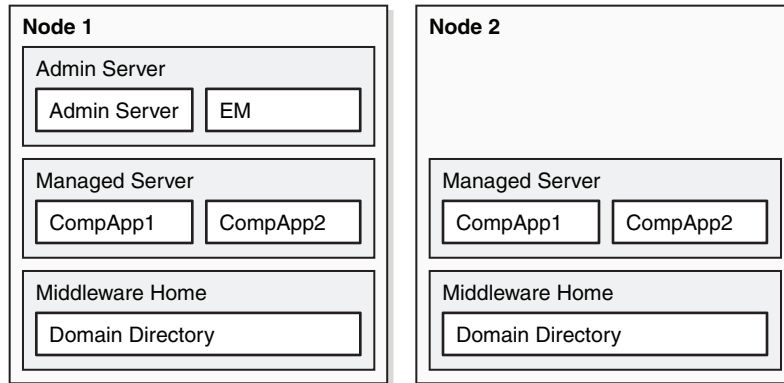 Node 1
Admin Server
Admin Server
EM
Managed Server
CompApp1
CompApp2
Middleware Home
Domain Directory
Node 2
Managed Server
CompApp1
CompApp2
Middleware Home
Domain Directory